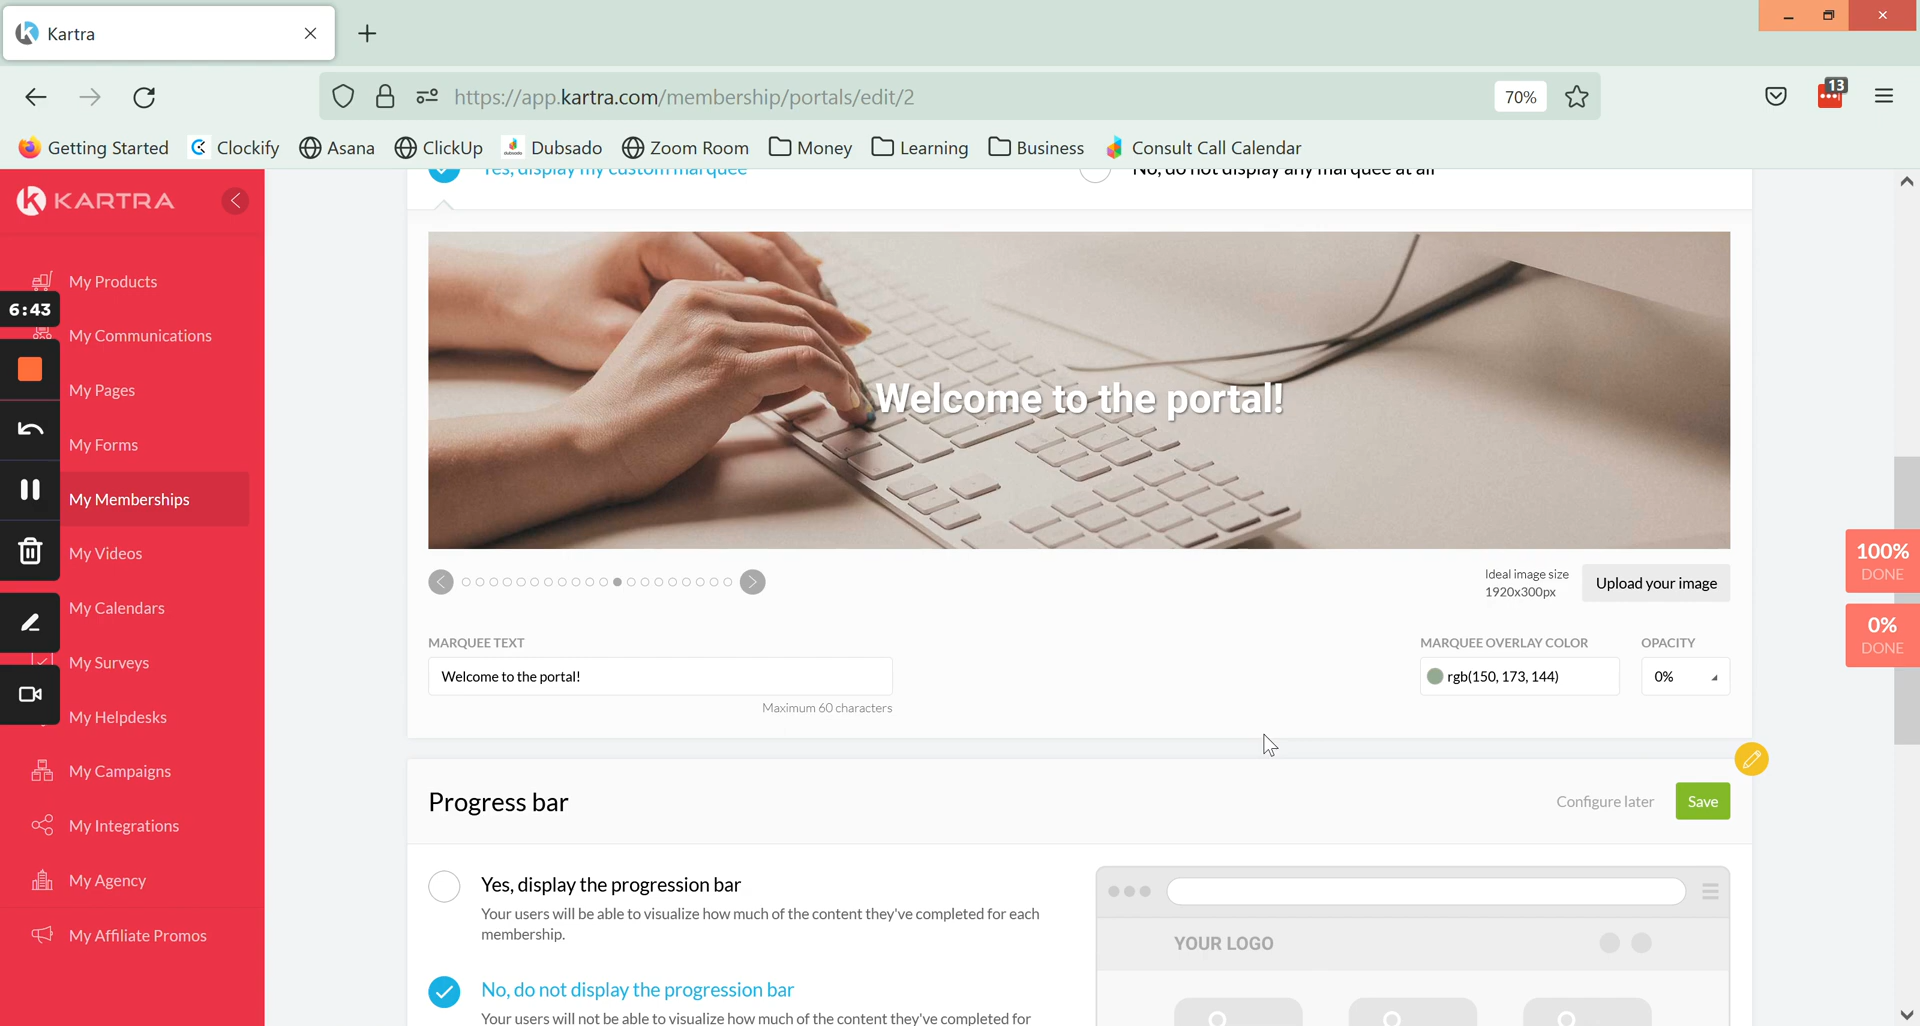 Kartra
https://app.kartra.com/membership/portals/edit/2
70%
13
Getting Started
Clockify
Asana
ClickUp
Dubsado
Zoom Room
Money
Learning
Business
Consult Call Calendar
KARTRA
My Products
6:43
My Communications
My Pages
My Forms
My Memberships
My Videos
My Calendars
My Surveys
My Helpdesks
My Campaigns
My Integrations
My Agency
My Affiliate Promos
Yes, display my custom marquee
No, do not display any marquee at all
Welcome to the portal!
Ideal image size
1920x300px
Upload your image
MARQUEE TEXT
Welcome to the portal!
Maximum 60 characters
MARQUEE OVERLAY COLOR
rgb(150, 173, 144)
OPACITY
0%
100%
DONE
0%
DONE
Progress bar
Configure later
Save
Yes, display the progression bar
Your users will be able to visualize how much of the content they've completed for each
membership.
No, do not display the progression bar
Your users will not be able to visualize how much of the content they've completed for
YOUR LOGO